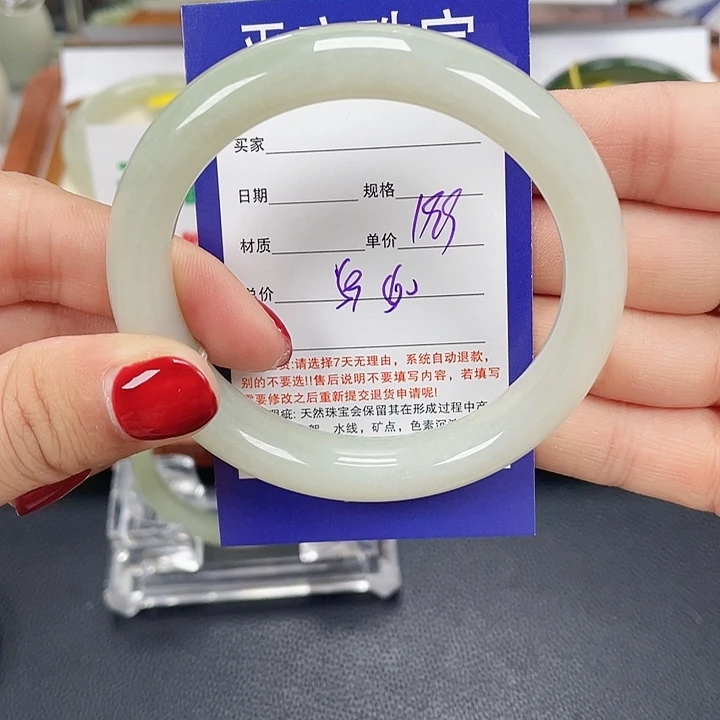 买家
日期 规格
材质 单价 188
总价
请选择7天无理由，系统自动退款，
别的不要选!!售后说明不要填写内容，若填写
需要修改之后重新提交退货申请呢!
瑕疵: 天然珠宝会保留其在形成过程中产
水线，矿点，色素沉